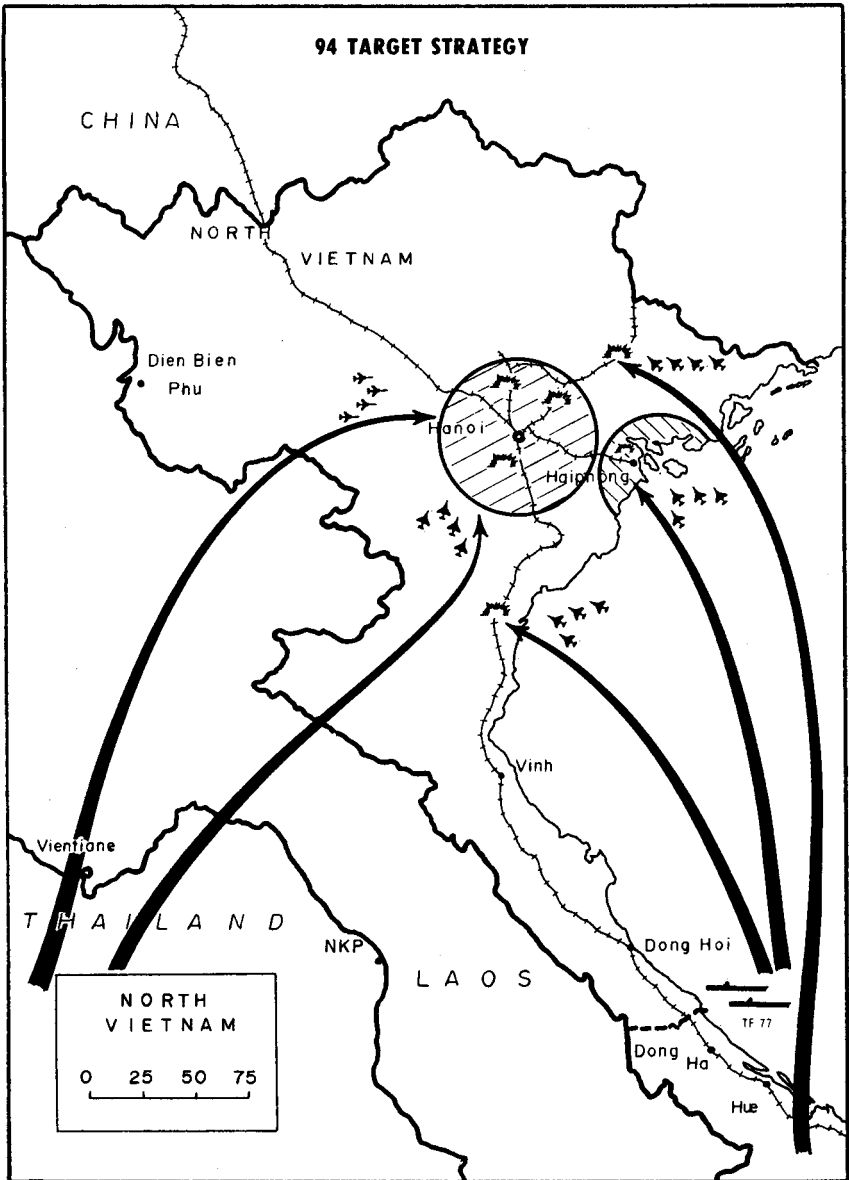 94 TARGET STRATEGY
CHINA
NORTH
VIETNAM
Dien Bien
Phu
Hanoi
Haiphong
Vinh
Vientiane
THAILAND
NKP
LAOS
Dong Hoi
TF 77
Dong
Ha
Hue
NORTH
VIETNAM
0 25 50 75